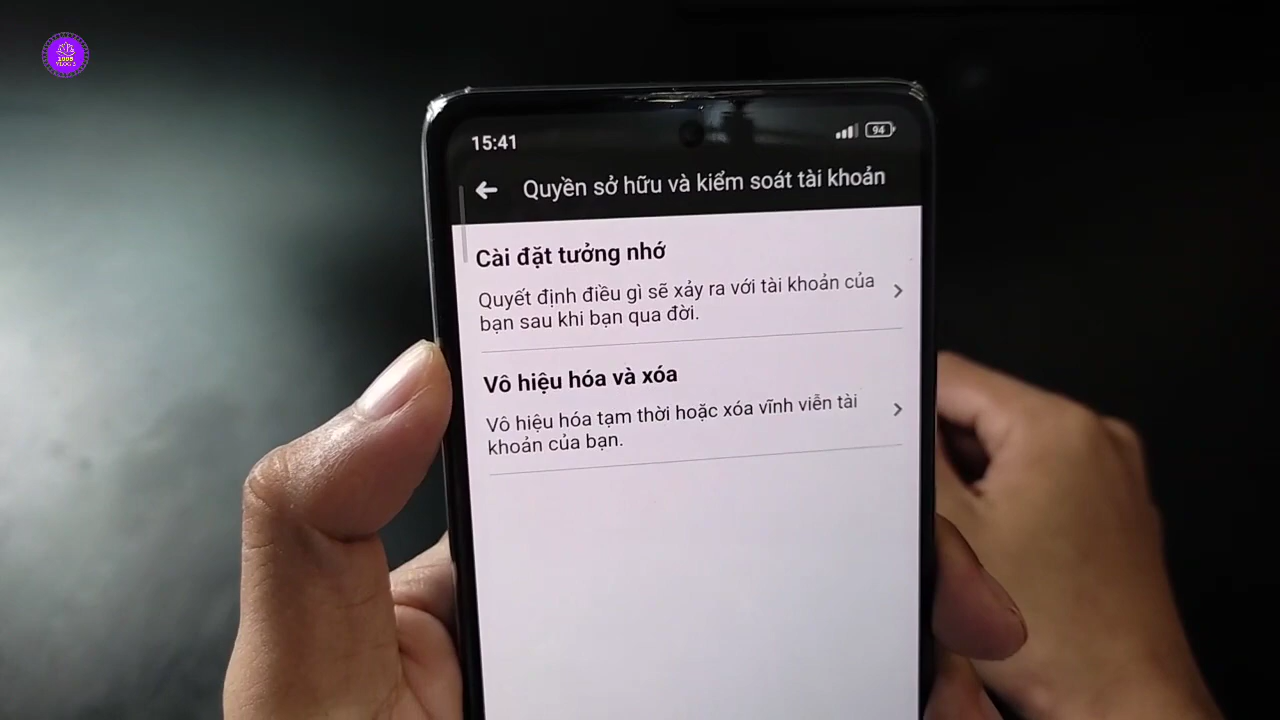 1995
VLOG'S
15:41
94
Quyền sở hữu và kiểm soát tài khoản
Cài đặt tưởng nhớ
Quyết định điều gì sẽ xảy ra với tài khoản của
bạn sau khi bạn qua đời.
Vô hiệu hóa và xóa
Vô hiệu hóa tạm thời hoặc xóa vĩnh viễn tài
khoản của bạn.